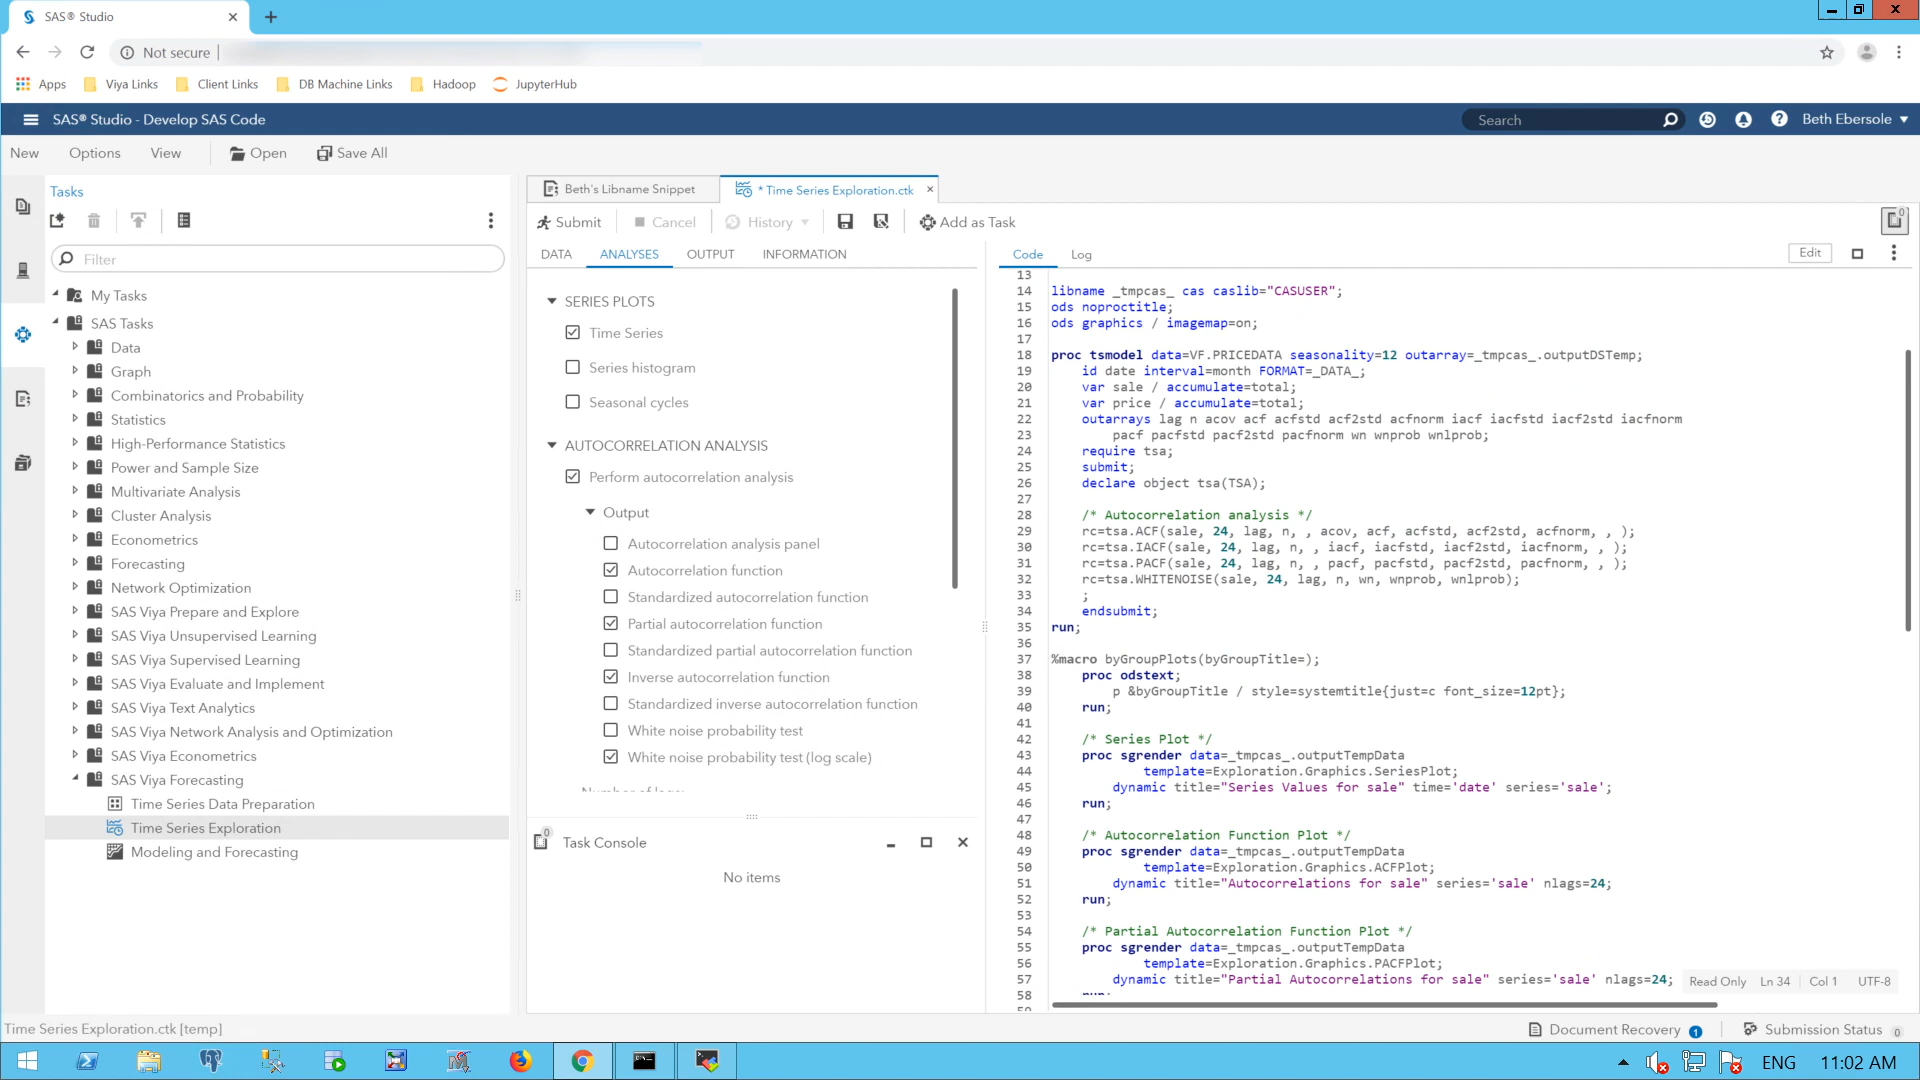 SAS® Studio
Not secure
Apps
Viya Links
Client Links
DB Machine Links
Hadoop
JupyterHub
SAS® Studio - Develop SAS Code
Search
Beth Ebersole
New
Options
View
Open
Save All
Tasks
Filter
My Tasks
SAS Tasks
Data
Graph
Combinatorics and Probability
Statistics
High-Performance Statistics
Power and Sample Size
Multivariate Analysis
Cluster Analysis
Econometrics
Forecasting
Network Optimization
SAS Viya Prepare and Explore
SAS Viya Unsupervised Learning
SAS Viya Supervised Learning
SAS Viya Evaluate and Implement
SAS Viya Text Analytics
SAS Viya Network Analysis and Optimization
SAS Viya Econometrics
SAS Viya Forecasting
Time Series Data Preparation
Time Series Exploration
Modeling and Forecasting
Beth's Libname Snippet
* Time Series Exploration.ctk
Submit
Cancel
History
Add as Task
0
DATA
ANALYSES
OUTPUT
INFORMATION
SERIES PLOTS
Time Series
Series histogram
Seasonal cycles
AUTOCORRELATION ANALYSIS
Perform autocorrelation analysis
Output
Autocorrelation analysis panel
Autocorrelation function
Standardized autocorrelation function
Partial autocorrelation function
Standardized partial autocorrelation function
Inverse autocorrelation function
Standardized inverse autocorrelation function
White noise probability test
White noise probability test (log scale)
Number of lags:
0
Task Console
No items
Code
Log
Edit
13
14 libname _tmpcas_ cas caslib="CASUSER";
15 ods noproctitle;
16 ods graphics / imagemap=on;
17
18 proc tsmodel data=VF.PRICEDATA seasonality=12 outarray=_tmpcas_.outputDSTemp;
19 id date interval=month FORMAT=_DATA_;
20 var sale / accumulate=total;
21 var price / accumulate=total;
22 outarrays lag n acov acf acfstd acf2std acfnorm iacf iacfstd iacf2std iacfnorm
23 pacf pacfstd pacf2std pacfnorm wn wnprob wnlprob;
24 require tsa;
25 submit;
26 declare object tsa(TSA);
27
28 /* Autocorrelation analysis */
29 rc=tsa.ACF(sale, 24, lag, n, , acov, acf, acfstd, acf2std, acfnorm, , );
30 rc=tsa.IACF(sale, 24, lag, n, , iacf, iacfstd, iacf2std, iacfnorm, , );
31 rc=tsa.PACF(sale, 24, lag, n, , pacf, pacfstd, pacf2std, pacfnorm, , );
32 rc=tsa.WHITENOISE(sale, 24, lag, n, wn, wnprob, wnlprob);
33 ;
34 endsubmit;
35 run;
36
37 %macro byGroupPlots(byGroupTitle=);
38 proc odstext;
39 p &byGroupTitle / style=systemtitle{just=c font_size=12pt};
40 run;
41
42 /* Series Plot */
43 proc sgrender data=_tmpcas_.outputTempData
44 template=Exploration.Graphics.SeriesPlot;
45 dynamic title="Series Values for sale" time='date' series='sale';
46 run;
47
48 /* Autocorrelation Function Plot */
49 proc sgrender data=_tmpcas_.outputTempData
50 template=Exploration.Graphics.ACFPlot;
51 dynamic title="Autocorrelations for sale" series='sale' nlags=24;
52 run;
53
54 /* Partial Autocorrelation Function Plot */
55 proc sgrender data=_tmpcas_.outputTempData
56 template=Exploration.Graphics.PACFPlot;
57 dynamic title="Partial Autocorrelations for sale" series='sale' nlags=24;
58 run;
59
Read Only
Ln 34
Col 1
UTF-8
Time Series Exploration.ctk [temp]
Document Recovery 1
Submission Status 0
ENG
11:02 AM